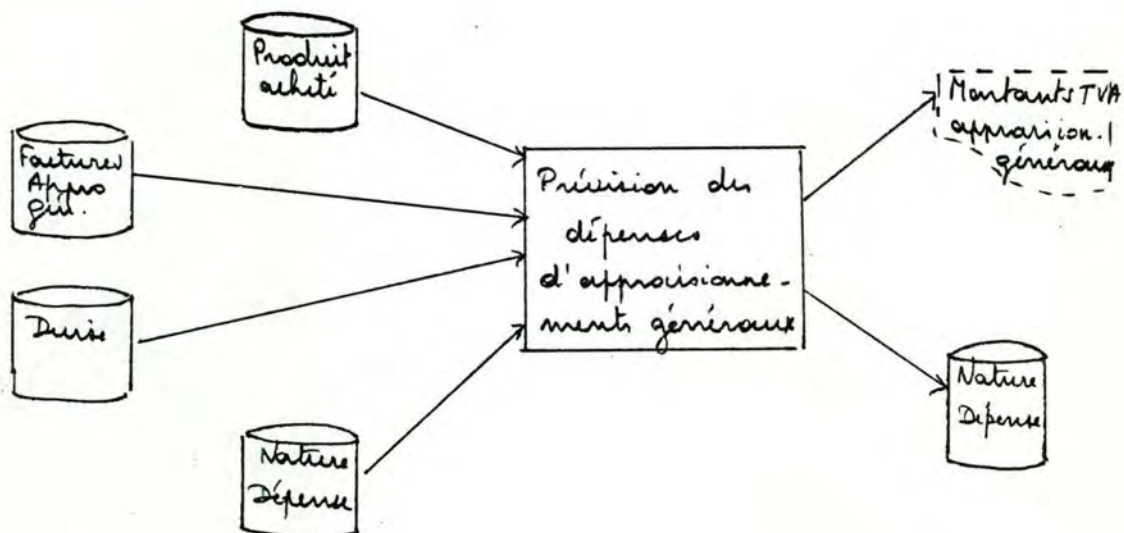 Produit
acheté
Factures
Appro
Gén.
Devise
Nature
Dépense
Prévision des
dépenses
d'approvisionne-
ments généraux
Montants TVA
approvision.
généraux
Nature
Dépense